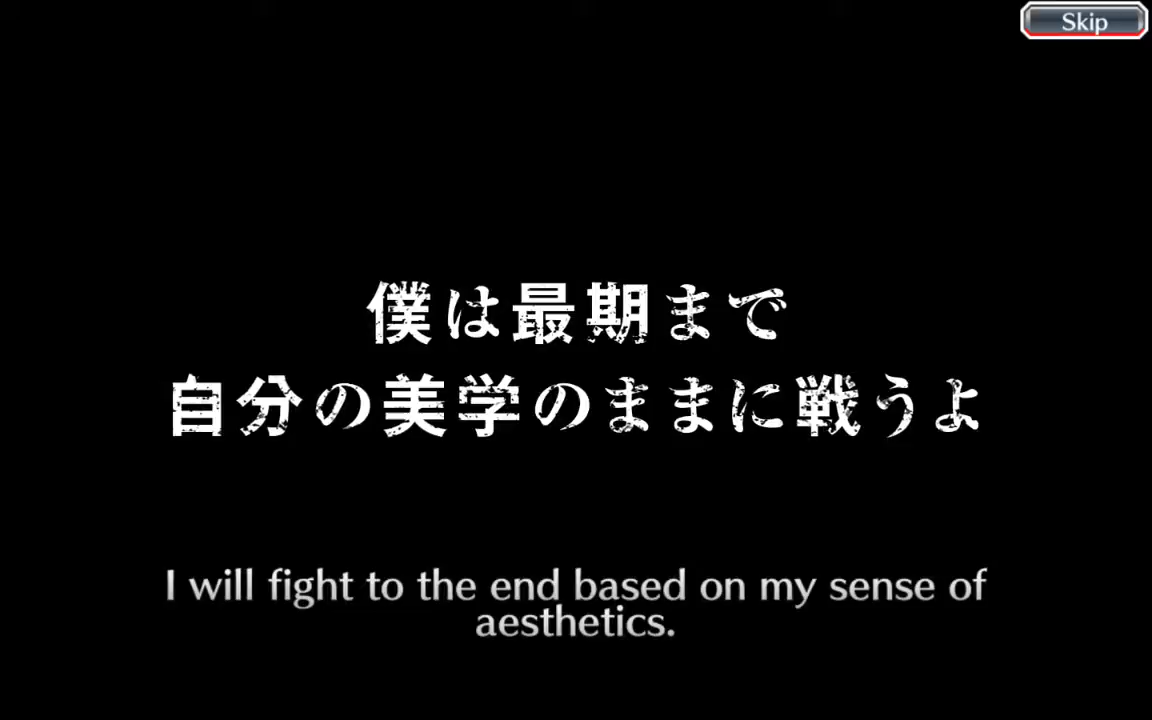 Skip
僕は最期まで
自分の美学のままに戦うよ
I will fight to the end based on my sense of
aesthetics.